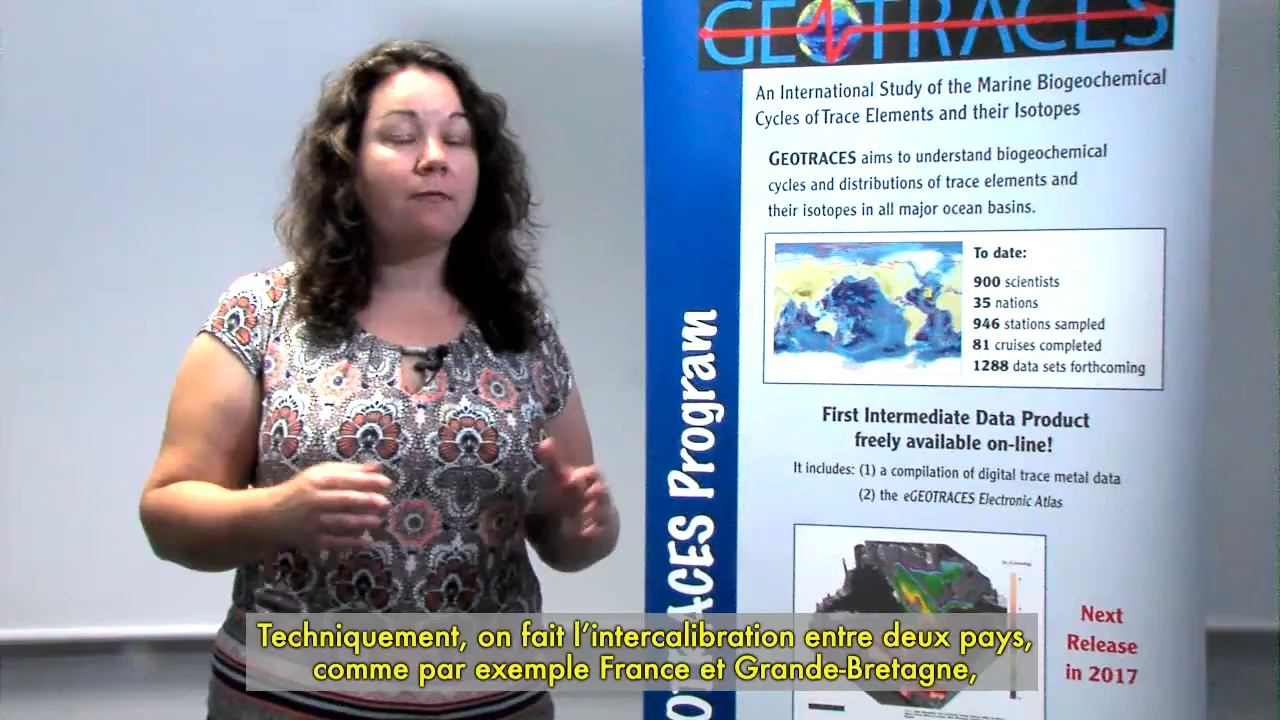 GEOTRACES
An International Study of the Marine Biogeochemical
Cycles of Trace Elements and their Isotopes
GEOTRACES aims to understand biogeochemical
cycles and distributions of trace elements and
their isotopes in all major ocean basins.
To date:
900 scientists
35 nations
946 stations sampled
81 cruises completed
1288 data sets forthcoming
First Intermediate Data Product
freely available on-line!
It includes: (1) a compilation of digital trace metal data
(2) the eGEOTRACES Electronic Atlas
Next
Release
in 2017
Program
Techniquement, on fait l’intercalibration entre deux pays,
comme par exemple France et Grande-Bretagne,